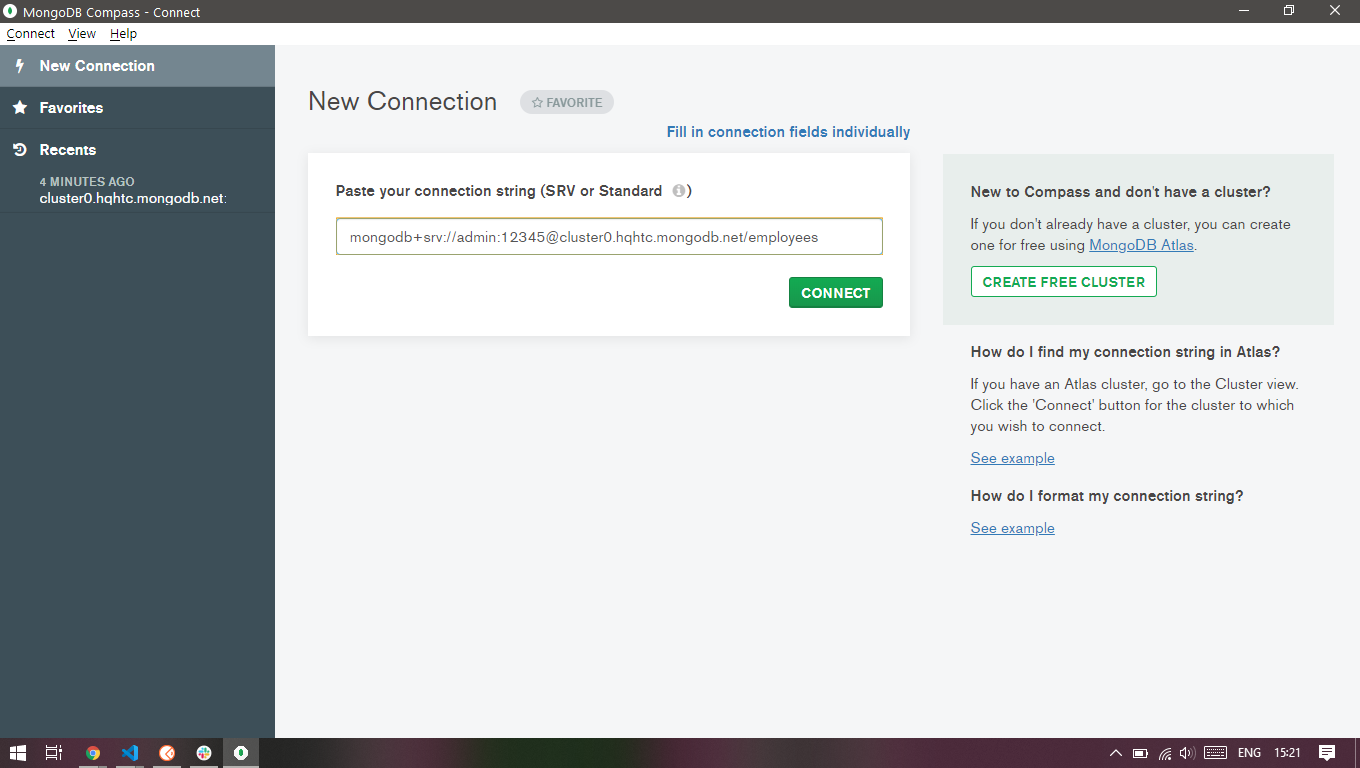 MongoDB Compass - Connect
Connect View Help
New Connection
Favorites
Recents
4 MINUTES AGO
cluster0.hqhtc.mongodb.net:
New Connection
FAVORITE
Fill in connection fields individually
Paste your connection string (SRV or Standard )
mongodb+srv://admin:12345@cluster0.hqhtc.mongodb.net/employees
CONNECT
New to Compass and don't have a cluster?
If you don't already have a cluster, you can create
one for free using MongoDB Atlas.
CREATE FREE CLUSTER
How do I find my connection string in Atlas?
If you have an Atlas cluster, go to the Cluster view.
Click the 'Connect' button for the cluster to which
you wish to connect.
See example
How do I format my connection string?
See example
ENG 15:21